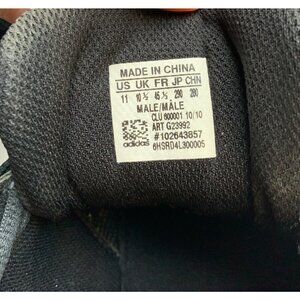 MADE IN CHINA
US UK FR JP CHN
11 10½ 45⅓ 290 280
MALE/MÂLE
CLU 600001 10/10
ART G23992
#102643857
adidas 6HSRD4L300005